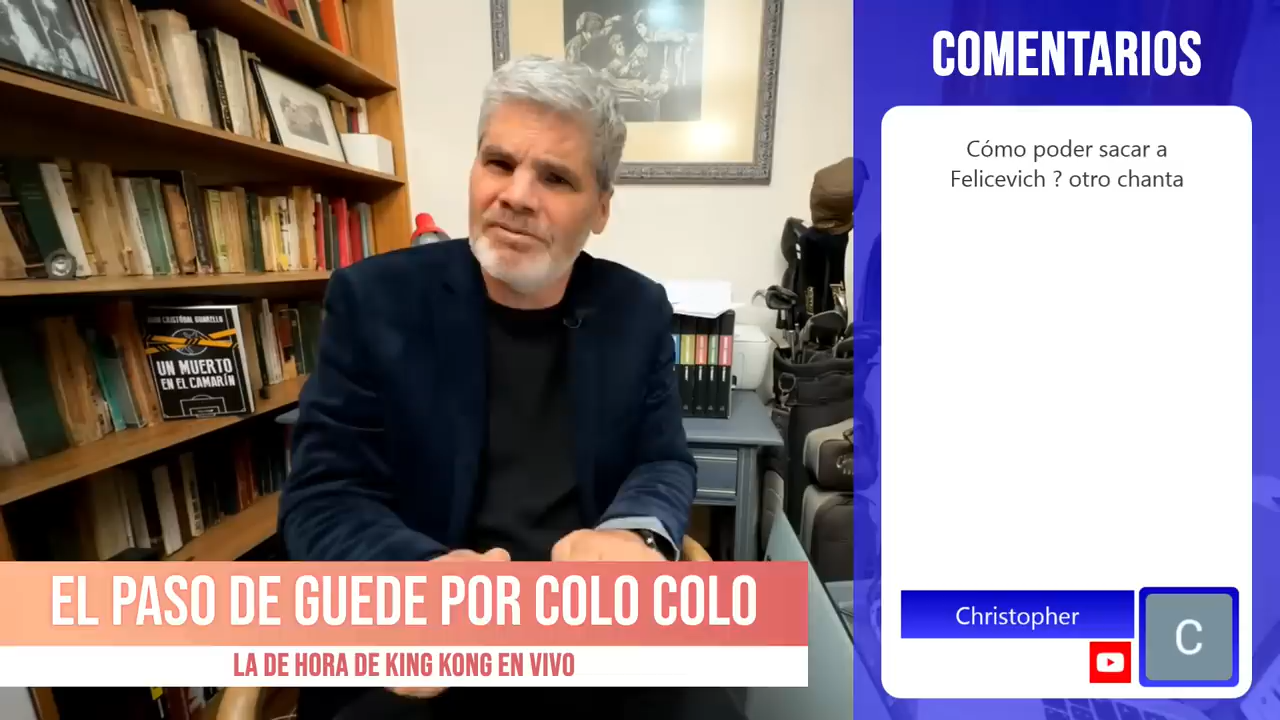 COMENTARIOS
Cómo poder sacar a
Felicevich ? otro chanta
UN MUERTO
EN EL CAMARÍN
EL PASO DE GUEDE POR COLO COLO
LA DE HORA DE KING KONG EN VIVO
Christopher
C